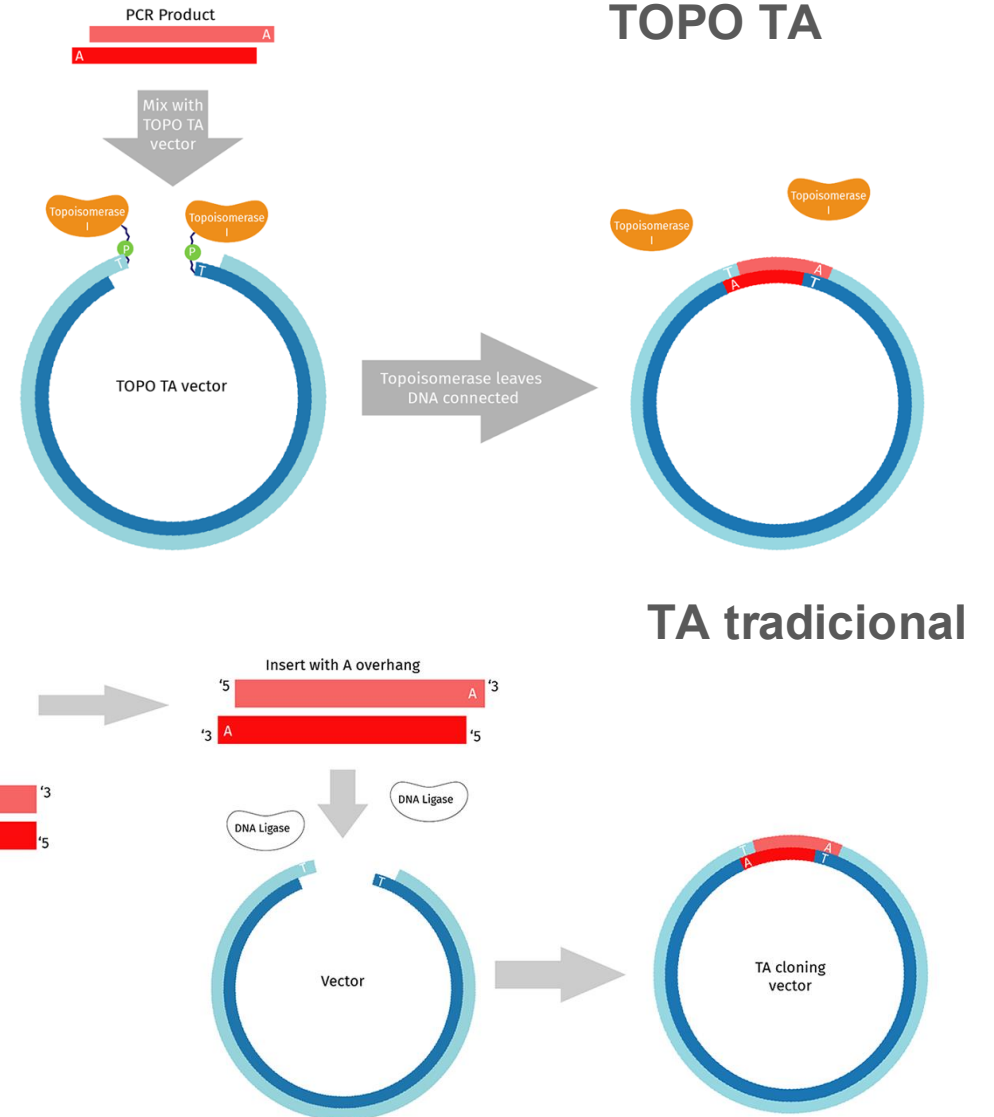 TOPO TA
PCR Product
A
A
Mix with
TOPO TA
vector
Topoisomerase
I
Topoisomerase
I
P
P
T
T
TOPO TA vector
Topoisomerase leaves
DNA connected
Topoisomerase
I
Topoisomerase
I
T
A
A
T
TA tradicional
Insert with A overhang
‘5
A
‘3
‘3
A
‘5
‘3
‘5
DNA Ligase
DNA Ligase
T
T
Vector
T
A
A
T
TA cloning
vector